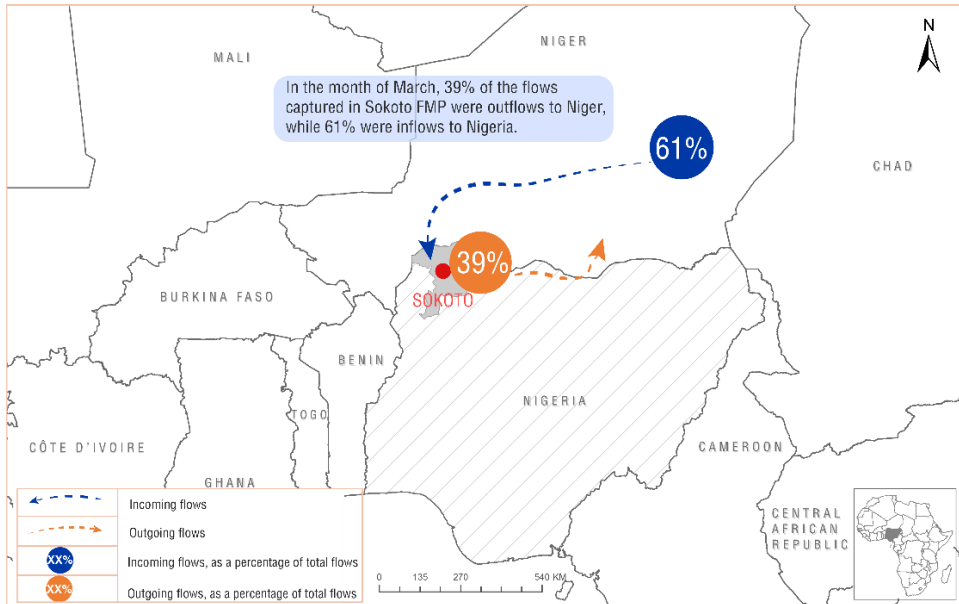 MALI
NIGER
N
In the month of March, 39% of the flows
captured in Sokoto FMP were outflows to Niger,
while 61% were inflows to Nigeria.
61%
CHAD
39%
SOKOTO
BURKINA FASO
BENIN
NIGERIA
TOGO
CÔTE D'IVOIRE
CAMEROON
GHANA
CENTRAL
AFRICAN
REPUBLIC
Incoming flows
Outgoing flows
XX% Incoming flows, as a percentage of total flows
XX% Outgoing flows, as a percentage of total flows
0 135 270 540 KM